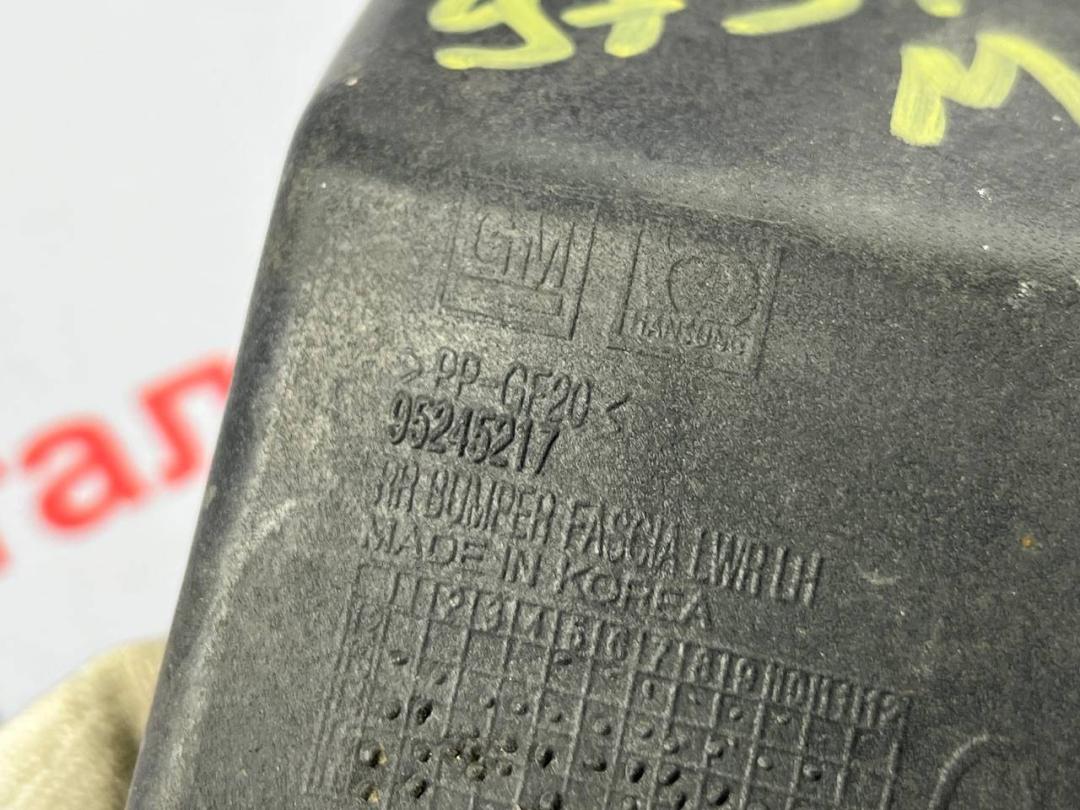 GM
HANSUNG
>PP-GF20<
95245217
RR BUMPER FASCIA LWR LH
MADE IN KOREA
1 2 3 4 5 6 7 8 9 10 11 12